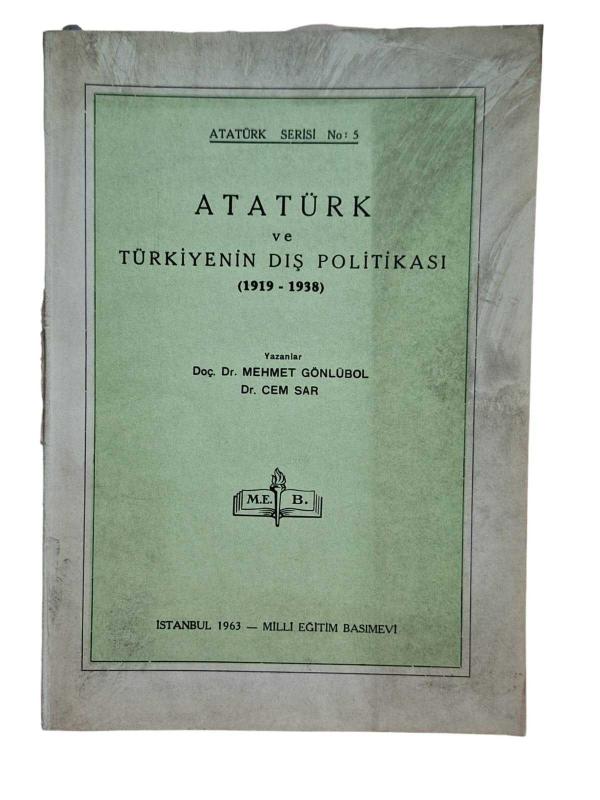 ATATÜRK SERİSİ No: 5
ATATÜRK
ve
TÜRKİYENİN DIŞ POLİTİKASI
(1919 - 1938)
Yazanlar
Doç. Dr. MEHMET GÖNLÜBOL
Dr. CEM SAR
M.E. B.
İSTANBUL 1963 — MİLLİ EĞİTİM BASIMEVİ